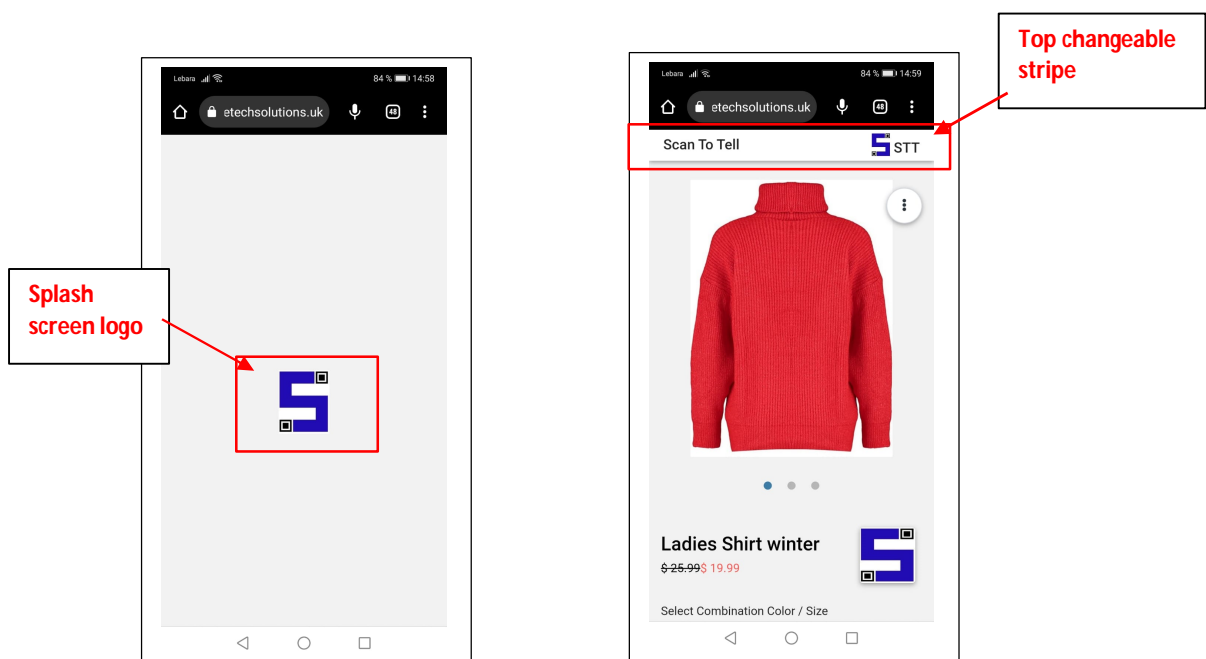 Top changeable
stripe
Lebara
84 % 14:58
etechsolutions.uk
48
Splash
screen logo
Lebara
84 % 14:59
etechsolutions.uk
48
Scan To Tell
STT
Ladies Shirt winter
$ 25.99$ 19.99
Select Combination Color / Size